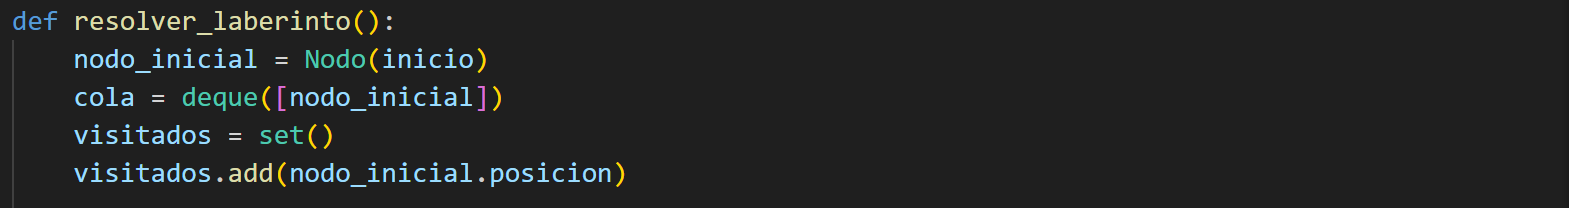 def resolver_laberinto():
    nodo_inicial = Nodo(inicio)
    cola = deque([nodo_inicial])
    visitados = set()
    visitados.add(nodo_inicial.posicion)